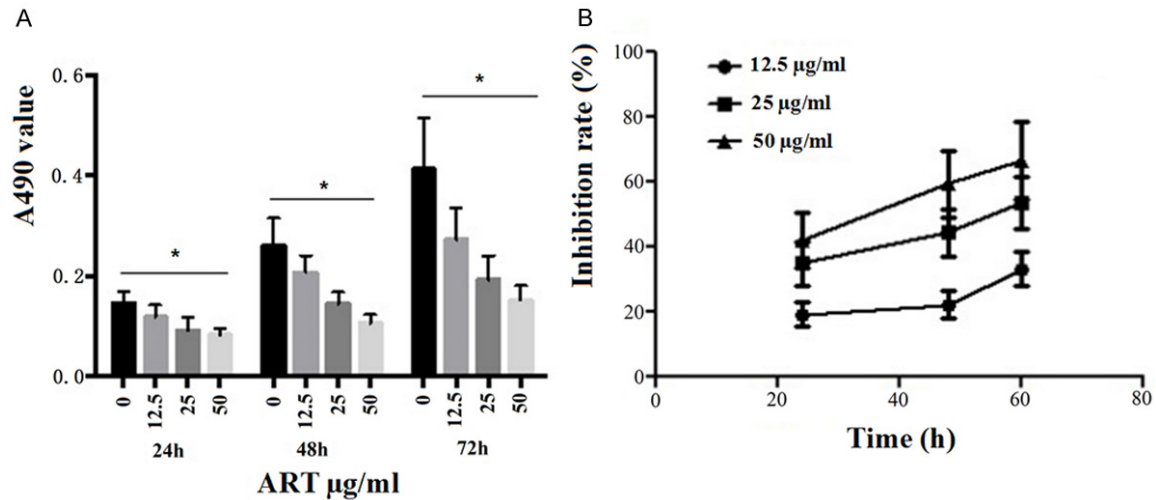 A
A490 value
0.6
0.4
0.2
0.0
*
*
*
0 12.5 25 50 0 12.5 25 50 0 12.5 25 50
24h 48h 72h
ART µg/ml
B
Inhibition rate (%)
100
80
60
40
20
0
12.5 µg/ml
25 µg/ml
50 µg/ml
0 20 40 60 80
Time (h)